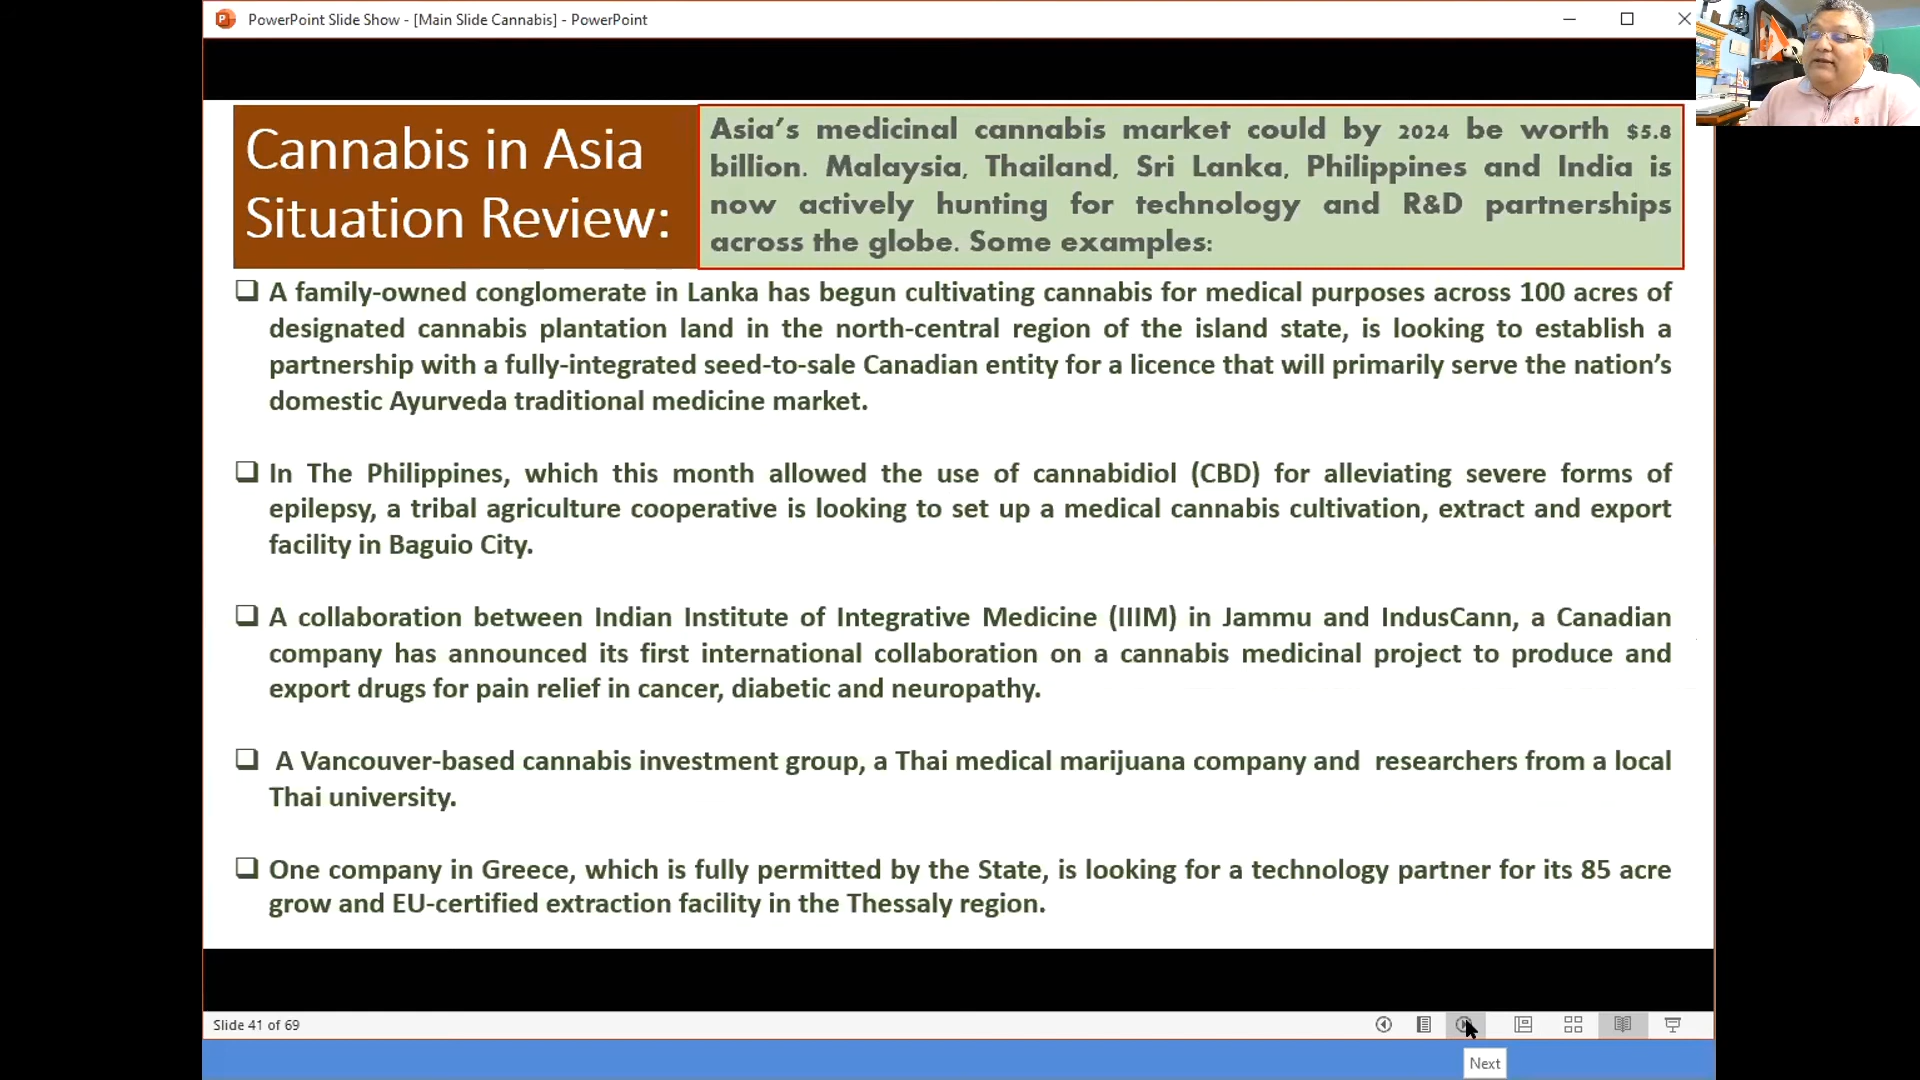 PowerPoint Slide Show - [Main Slide Cannabis] - PowerPoint
Cannabis in Asia
Situation Review:
Asia's medicinal cannabis market could by 2024 be worth $5.8
billion. Malaysia, Thailand, Sri Lanka, Philippines and India is
now actively hunting for technology and R&D partnerships
across the globe. Some examples:
A family-owned conglomerate in Lanka has begun cultivating cannabis for medical purposes across 100 acres of
designated cannabis plantation land in the north-central region of the island state, is looking to establish a
partnership with a fully-integrated seed-to-sale Canadian entity for a licence that will primarily serve the nation's
domestic Ayurveda traditional medicine market.
In The Philippines, which this month allowed the use of cannabidiol (CBD) for alleviating severe forms of
epilepsy, a tribal agriculture cooperative is looking to set up a medical cannabis cultivation, extract and export
facility in Baguio City.
A collaboration between Indian Institute of Integrative Medicine (IIIM) in Jammu and IndusCann, a Canadian
company has announced its first international collaboration on a cannabis medicinal project to produce and
export drugs for pain relief in cancer, diabetic and neuropathy.
A Vancouver-based cannabis investment group, a Thai medical marijuana company and researchers from a local
Thai university.
One company in Greece, which is fully permitted by the State, is looking for a technology partner for its 85 acre
grow and EU-certified extraction facility in the Thessaly region.
Slide 41 of 69
Next